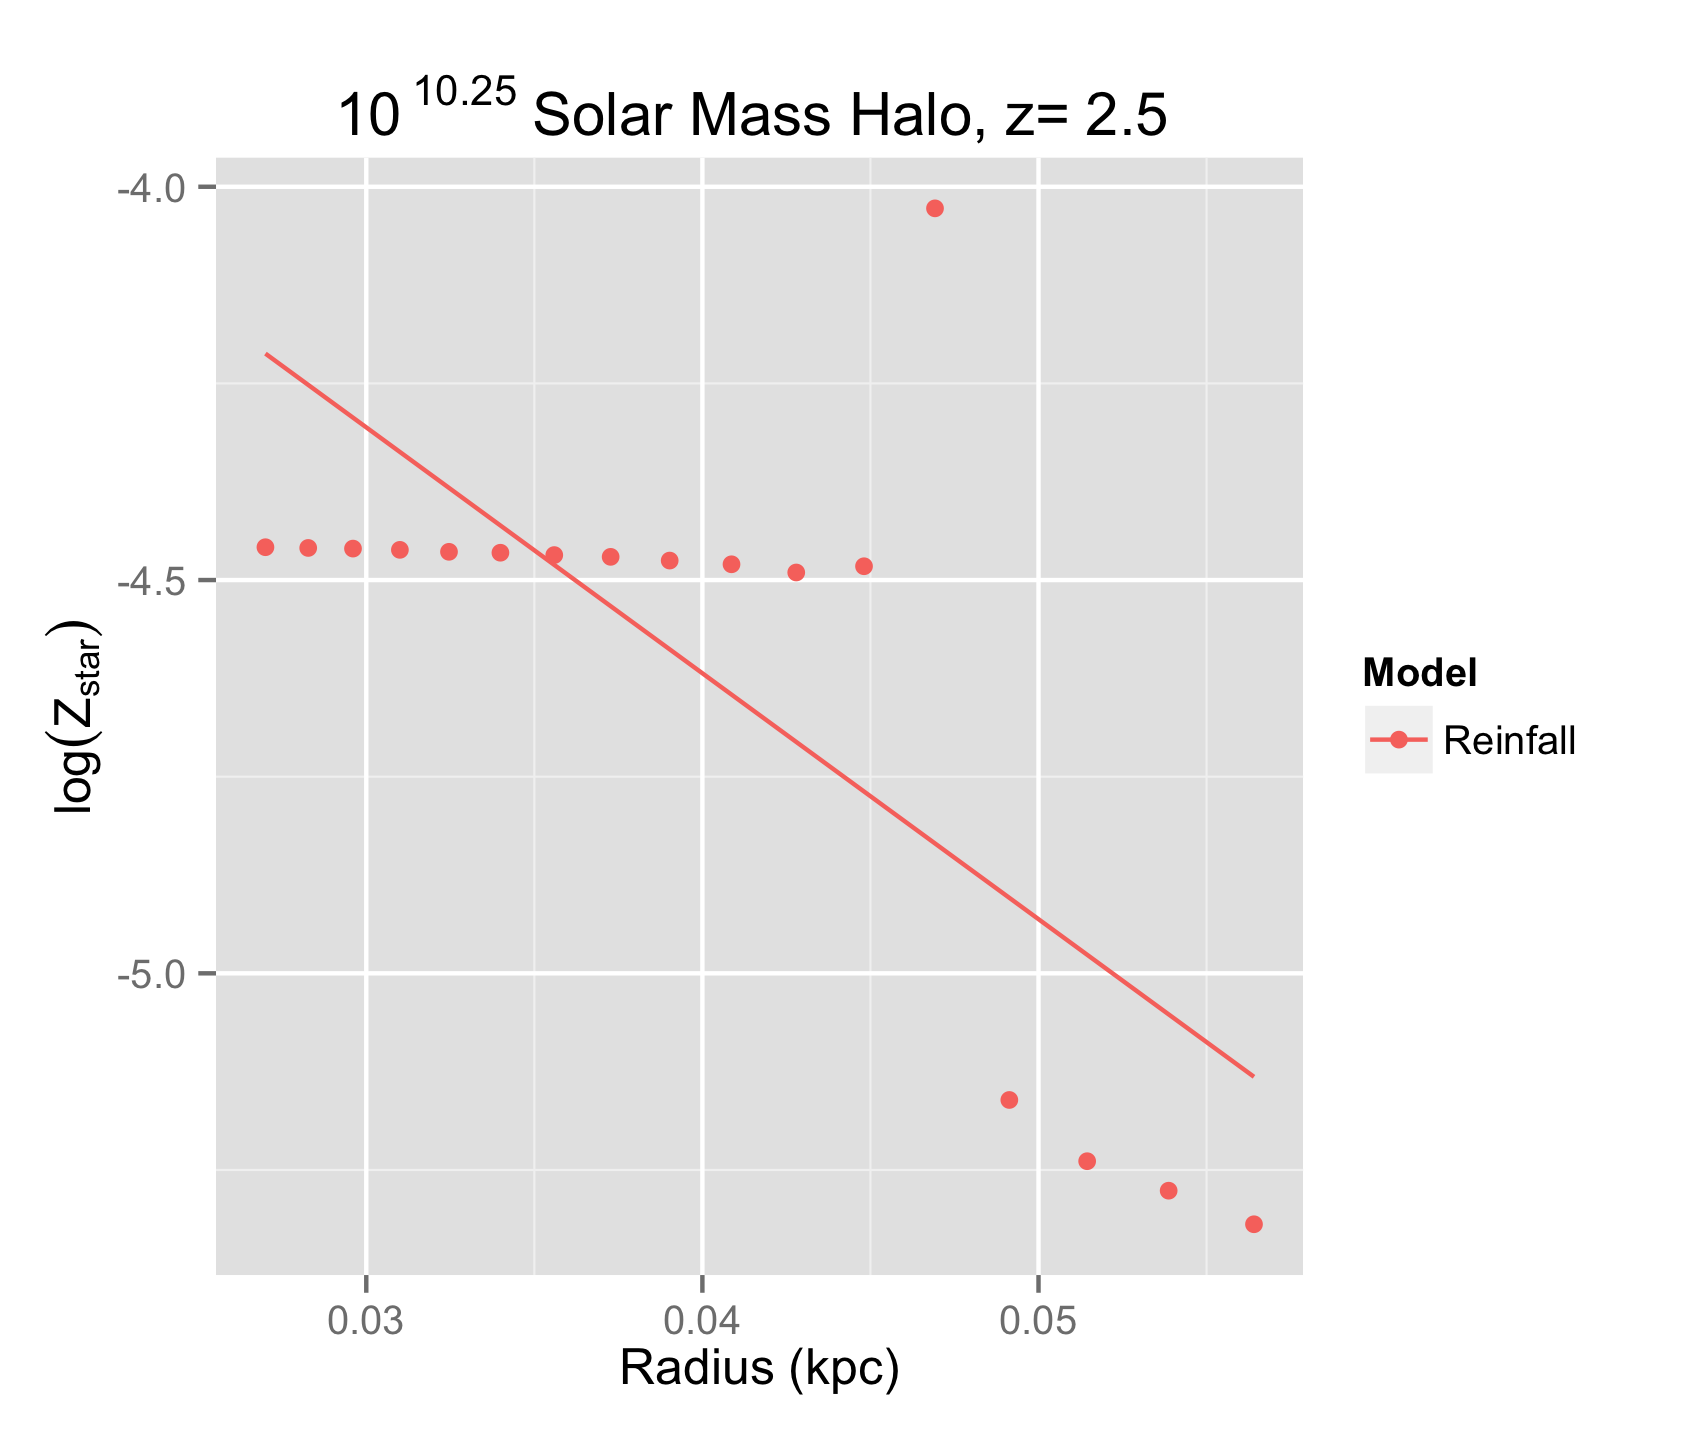 10^10.25 Solar Mass Halo, z= 2.5
-4.0
-4.5
-5.0
log(Z_star)
0.03 0.04 0.05
Radius (kpc)
Model
Reinfall